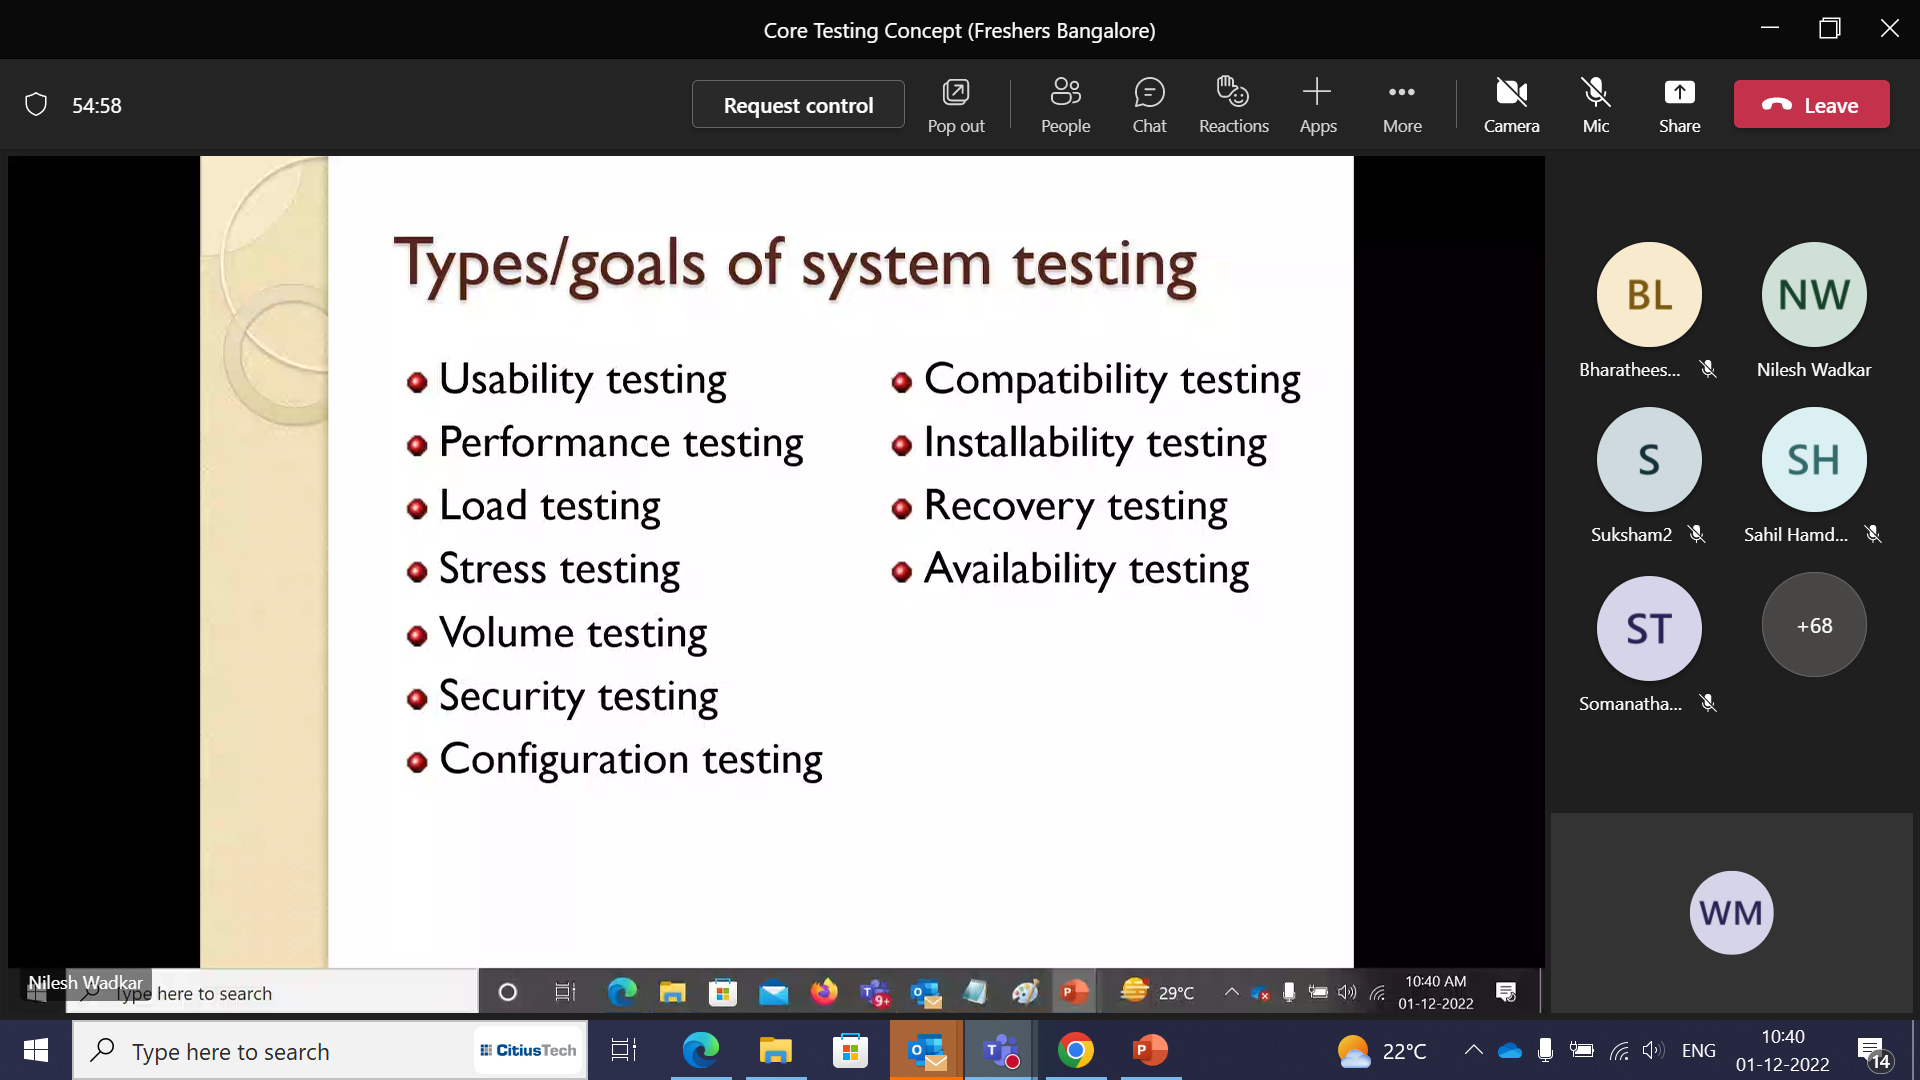 Core Testing Concept (Freshers Bangalore)
54:58
Request control
Pop out
People
Chat
Reactions
Apps
More
Camera
Mic
Share
Leave
Types/goals of system testing
Usability testing
Performance testing
Load testing
Stress testing
Volume testing
Security testing
Configuration testing
Compatibility testing
Installability testing
Recovery testing
Availability testing
BL
Bharathees...
NW
Nilesh Wadkar
S
Suksham2
SH
Sahil Hamd...
ST
Somanatha...
+68
WM
Nilesh Wadkar
Type here to search
9+
29°C
10:40 AM
01-12-2022
Type here to search
CitiusTech
22°C
ENG
10:40
01-12-2022
14